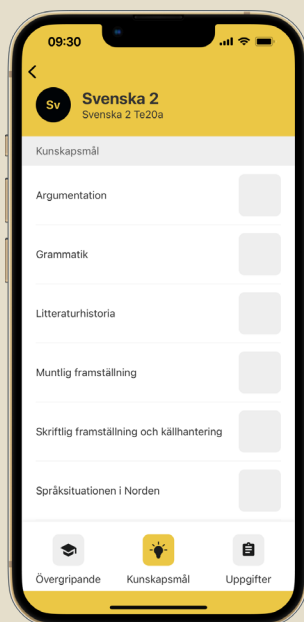 09:30
Sv
Svenska 2
Svenska 2 Te20a
Kunskapsmål
Argumentation
Grammatik
Litteraturhistoria
Muntlig framställning
Skriftlig framställning och källhantering
Språksituationen i Norden
Övergripande Kunskapsmål Uppgifter